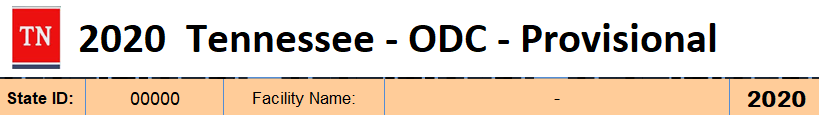 TN
2020 Tennessee - ODC - Provisional
State ID: 00000 Facility Name: - 2020